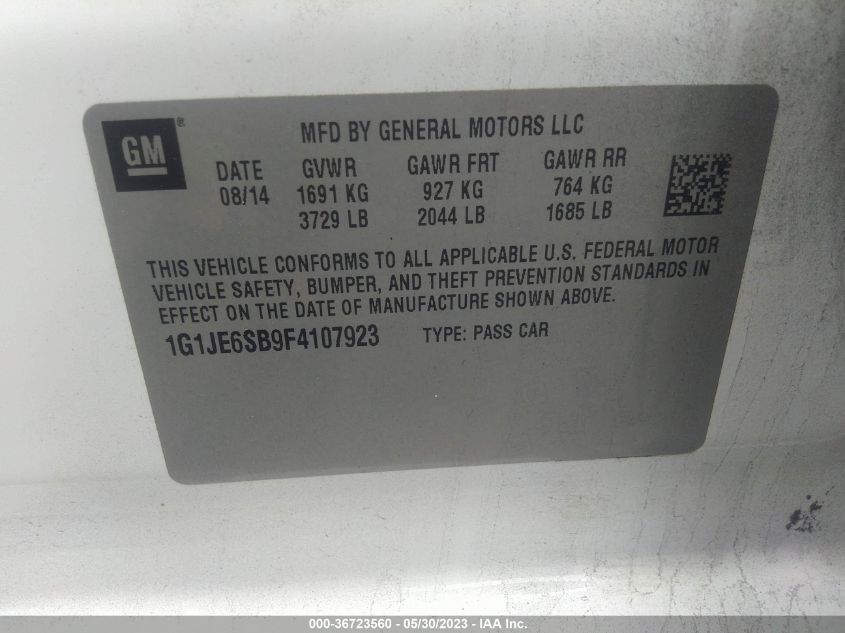 GM®
MFD BY GENERAL MOTORS LLC
DATE GVWR GAWR FRT GAWR RR
08/14 1691 KG 927 KG 764 KG
3729 LB 2044 LB 1685 LB
THIS VEHICLE CONFORMS TO ALL APPLICABLE U.S. FEDERAL MOTOR
VEHICLE SAFETY, BUMPER, AND THEFT PREVENTION STANDARDS IN
EFFECT ON THE DATE OF MANUFACTURE SHOWN ABOVE.
1G1JE6SB9F4107923 TYPE: PASS CAR
000-36723560 - 05/30/2023 - IAA Inc.